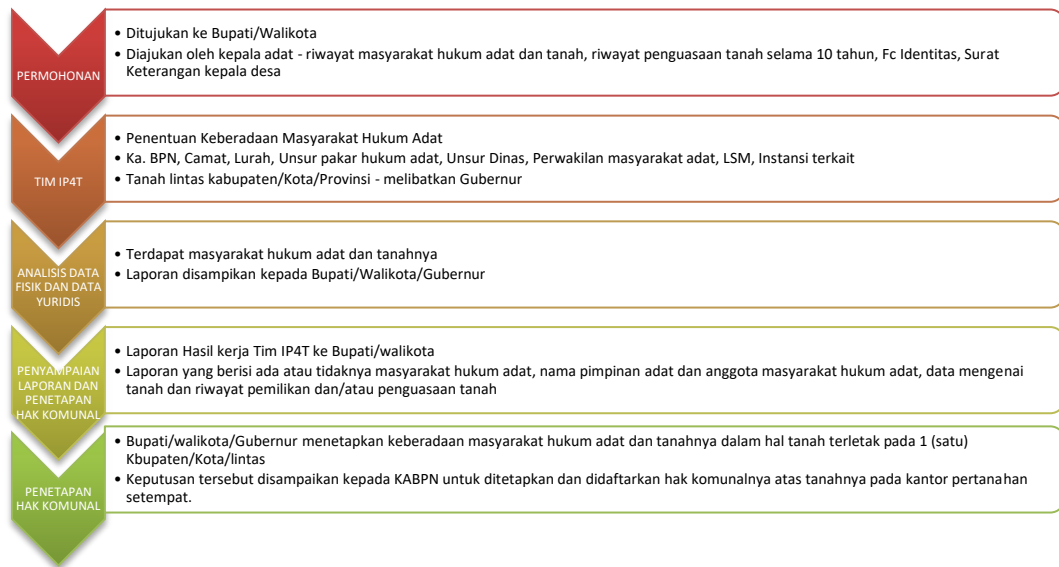 PERMOHONAN
• Ditujukan ke Bupati/Walikota
• Diajukan oleh kepala adat - riwayat masyarakat hukum adat dan tanah, riwayat penguasaan tanah selama 10 tahun, Fc Identitas, Surat
Keterangan kepala desa
TIM IP4T
• Penentuan Keberadaan Masyarakat Hukum Adat
• Ka. BPN, Camat, Lurah, Unsur pakar hukum adat, Unsur Dinas, Perwakilan masyarakat adat, LSM, Instansi terkait
• Tanah lintas kabupaten/Kota/Provinsi - melibatkan Gubernur
ANALISIS DATA
FISIK DAN DATA
YURIDIS
• Terdapat masyarakat hukum adat dan tanahnya
• Laporan disampikan kepada Bupati/Walikota/Gubernur
PENYAMPAIAN
LAPORAN DAN
PENETAPAN
HAK KOMUNAL
• Laporan Hasil kerja Tim IP4T ke Bupati/walikota
• Laporan yang berisi ada atau tidaknya masyarakat hukum adat, nama pimpinan adat dan anggota masyarakat hukum adat, data mengenai
tanah dan riwayat pemilikan dan/atau penguasaan tanah
PENETAPAN
HAK KOMUNAL
• Bupati/walikota/Gubernur menetapkan keberadaan masyarakat hukum adat dan tanahnya dalam hal tanah terletak pada 1 (satu)
Kbupaten/Kota/lintas
• Keputusan tersebut disampaikan kepada KABPN untuk ditetapkan dan didaftarkan hak komunalnya atas tanahnya pada kantor pertanahan
setempat.